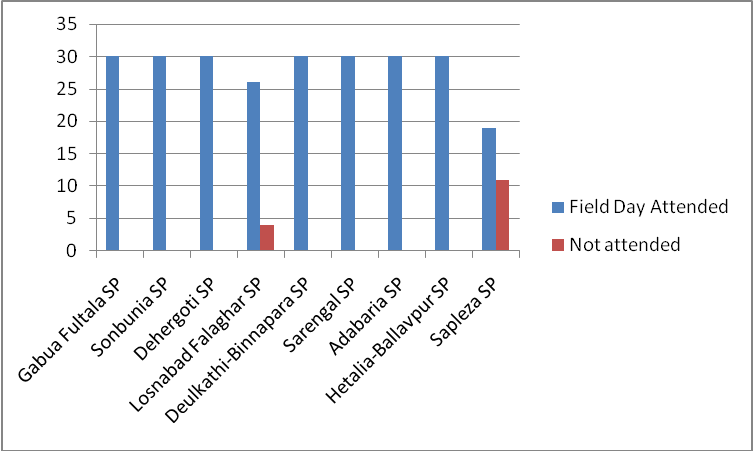 35
30
25
20
15
10
5
0
Gabua Fultala SP
Sonbunia SP
Dehergoti SP
Losnabad Falaghar SP
Deulkathi-Binnapara SP
Sarengal SP
Adabaria SP
Hetalia-Ballavpur SP
Sapleza SP
Field Day Attended
Not attended